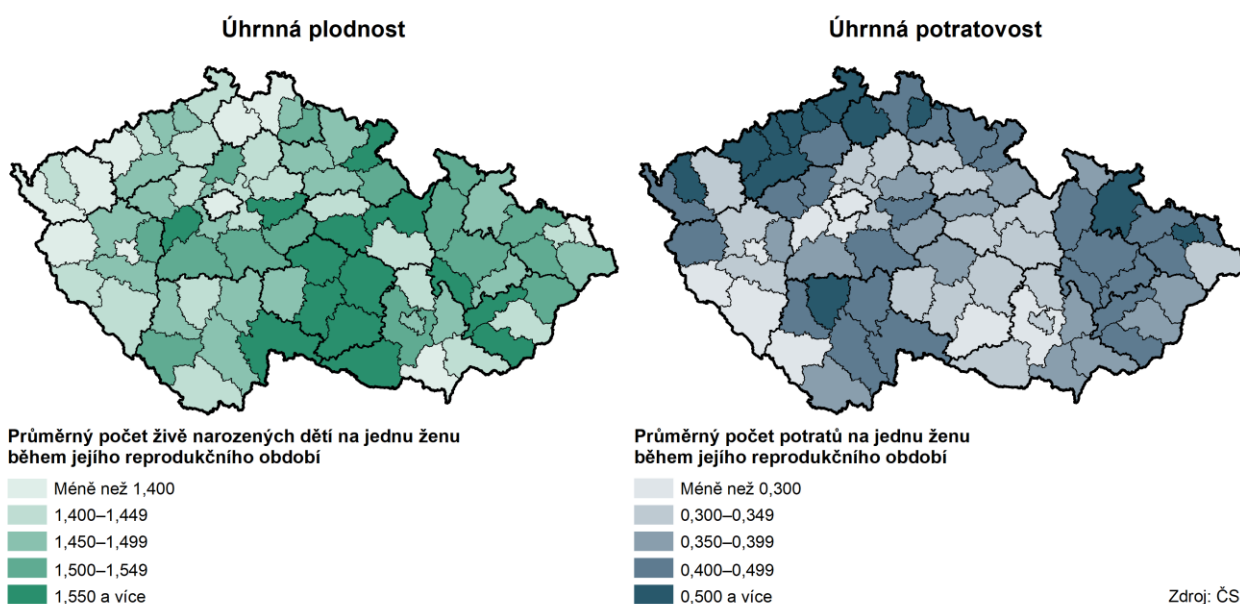 Úhrnná plodnost
Úhrnná potratovost
Průměrný počet živě narozených dětí na jednu ženu
během jejího reprodukčního období
Méně než 1,400
1,400–1,449
1,450–1,499
1,500–1,549
1,550 a více
Průměrný počet potratů na jednu ženu
během jejího reprodukčního období
Méně než 0,300
0,300–0,349
0,350–0,399
0,400–0,499
0,500 a více
Zdroj: ČS